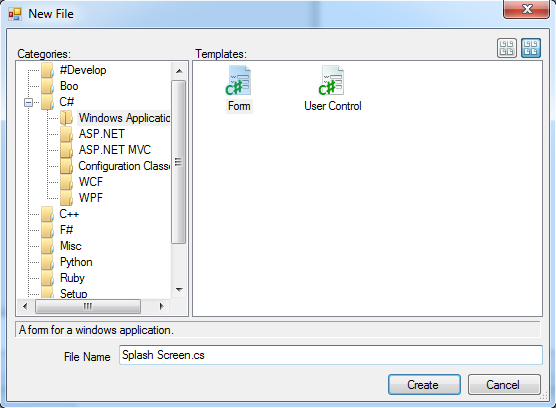 New File
Categories:
Templates:
#Develop
Boo
C#
Windows Applicatio
ASP.NET
ASP.NET MVC
Configuration Classe
WCF
WPF
C++
F#
Misc
Python
Ruby
Setup
C#
Form
C#
User Control
A form for a windows application.
File Name
Splash Screen.cs
Create
Cancel